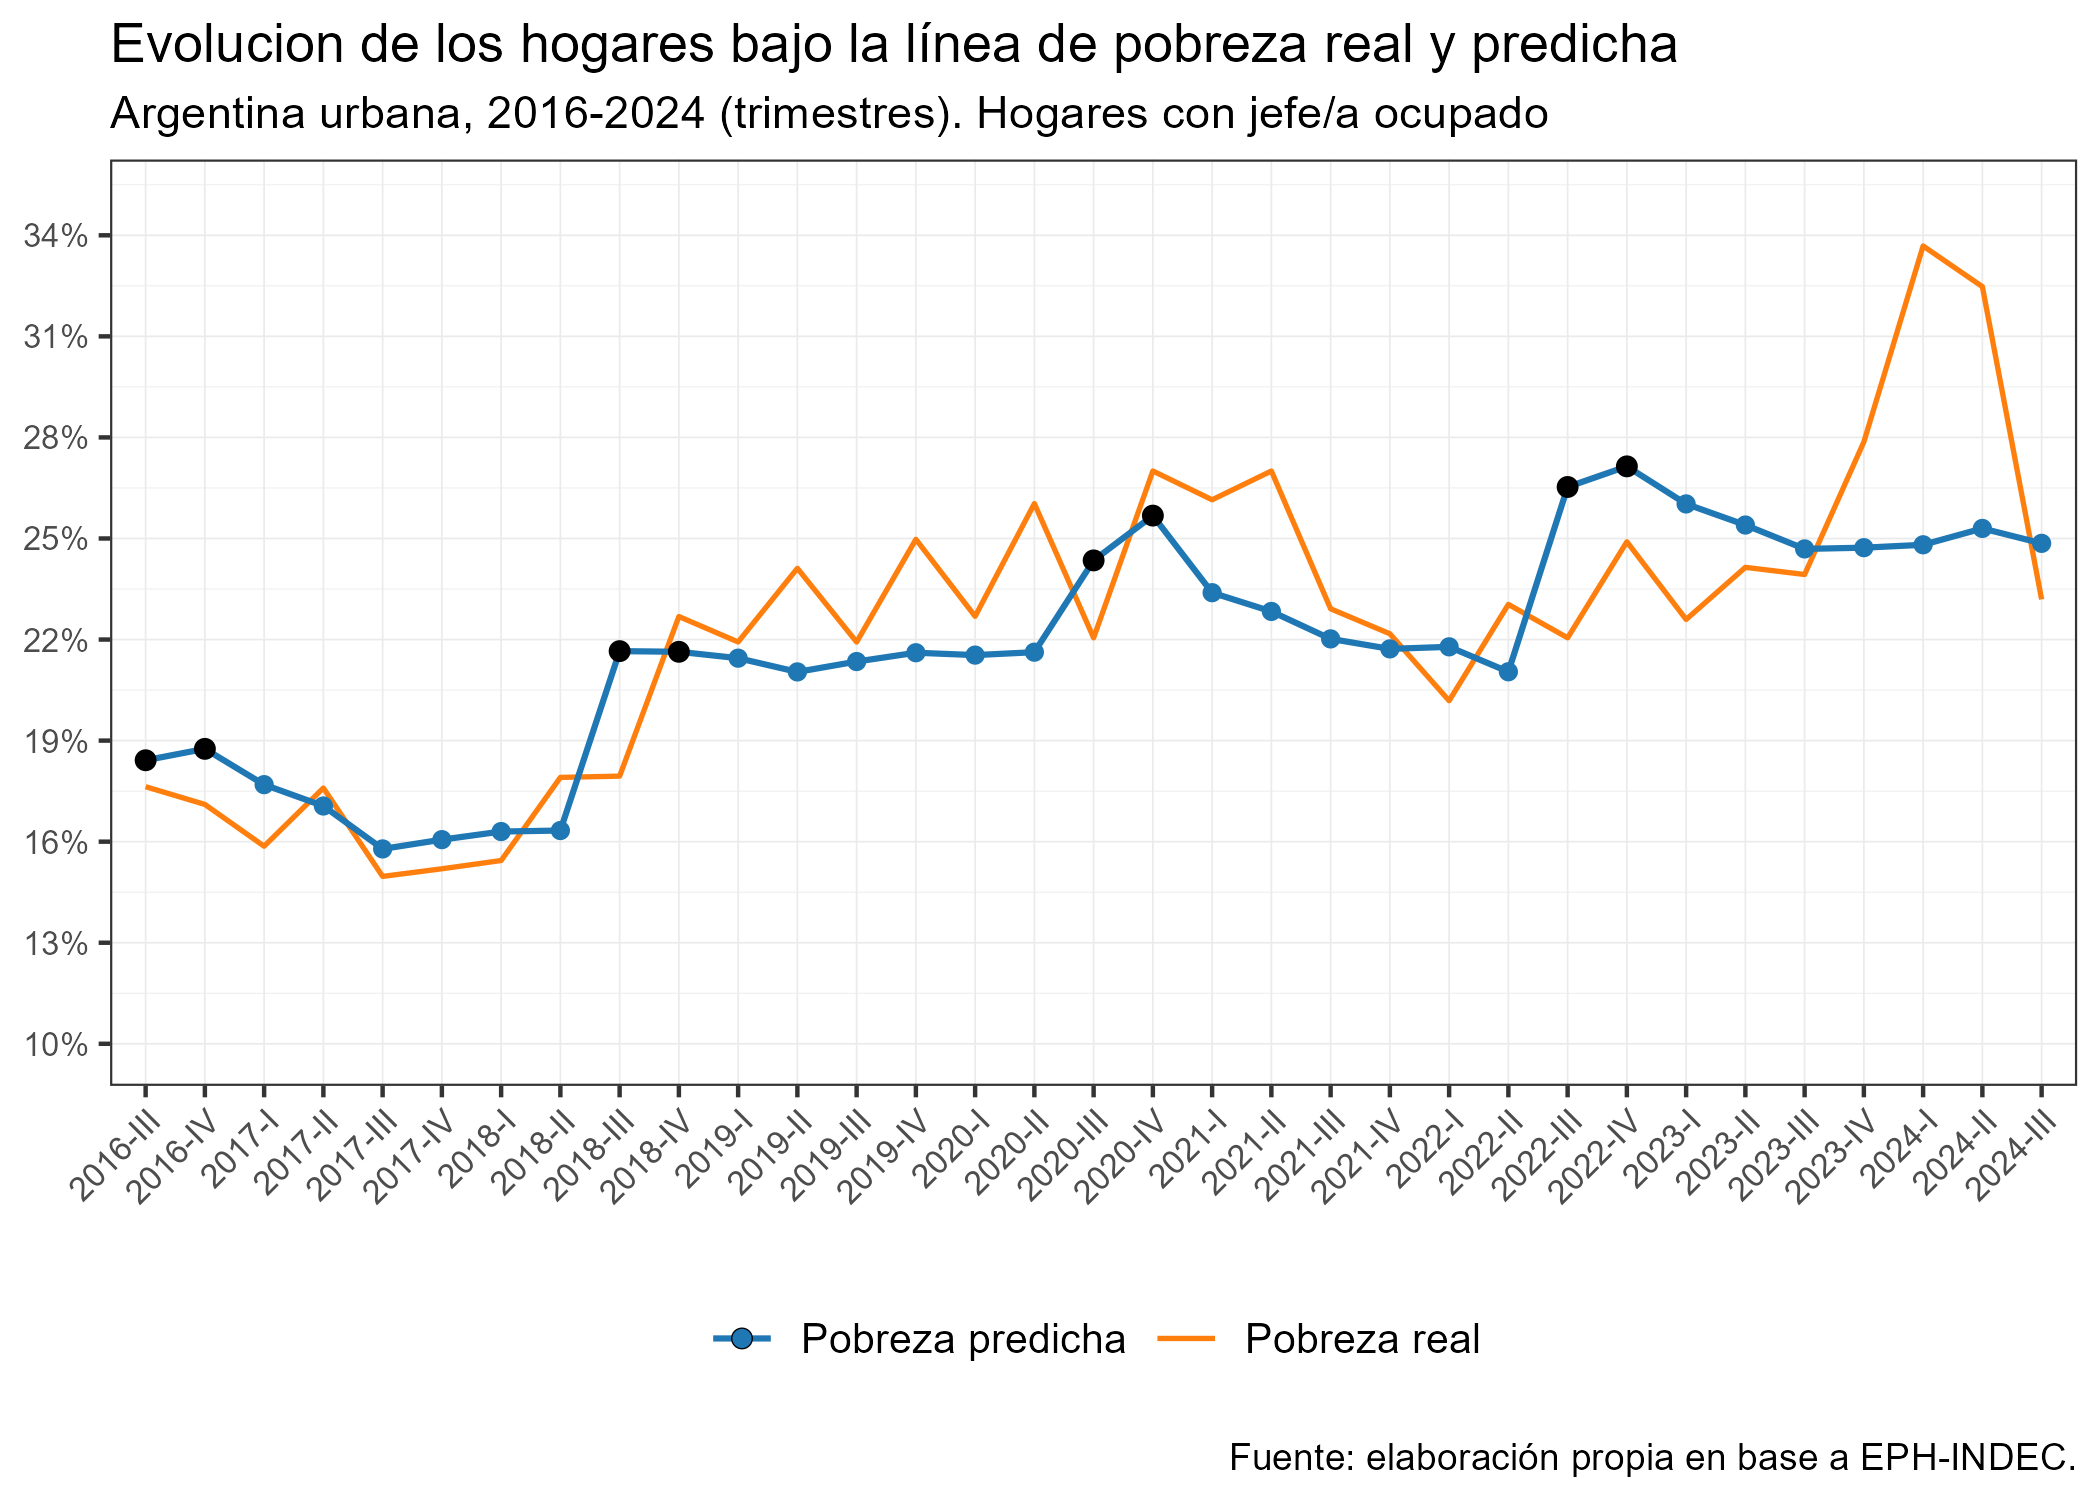 Evolucion de los hogares bajo la línea de pobreza real y predicha
Argentina urbana, 2016-2024 (trimestres). Hogares con jefe/a ocupado
34%
31%
28%
25%
22%
19%
16%
13%
10%
2016-III
2016-IV
2017-I
2017-II
2017-III
2017-IV
2018-I
2018-II
2018-III
2018-IV
2019-I
2019-II
2019-III
2019-IV
2020-I
2020-II
2020-III
2020-IV
2021-I
2021-II
2021-III
2021-IV
2022-I
2022-II
2022-III
2022-IV
2023-I
2023-II
2023-III
2023-IV
2024-I
2024-II
2024-III
Pobreza predicha
Pobreza real
Fuente: elaboración propia en base a EPH-INDEC.